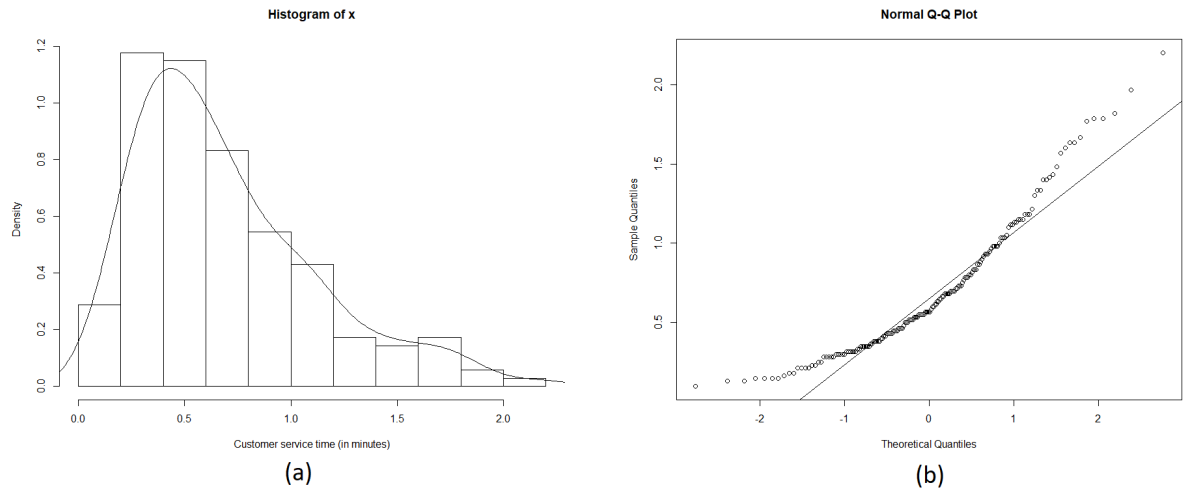 Histogram of x
Density
0.0 0.2 0.4 0.6 0.8 1.0 1.2
0.0 0.5 1.0 1.5 2.0
Customer service time (in minutes)
(a)
Normal Q-Q Plot
Sample Quantiles
0.5 1.0 1.5 2.0
-2 -1 0 1 2
Theoretical Quantiles
(b)